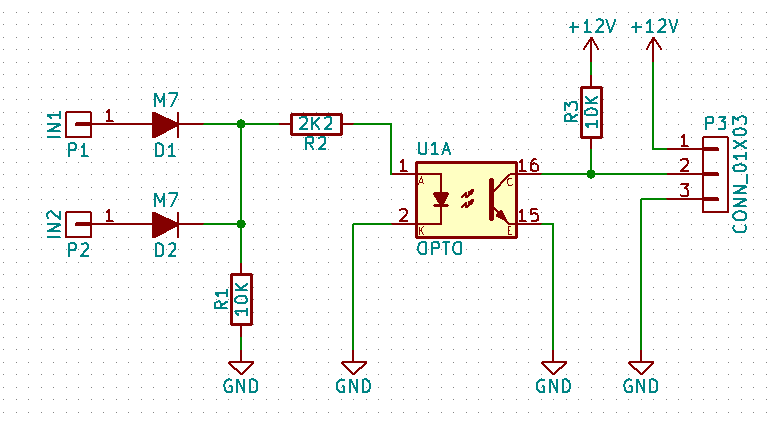 +12V
+12V
M7
IN1
1
P1
D1
2K2
R2
R3
10K
P3
1
2
3
CONN_01X03
U1A
1
A
C
16
2
K
E
15
OPTO
M7
IN2
1
P2
D2
R1
10K
GND
GND
GND
GND